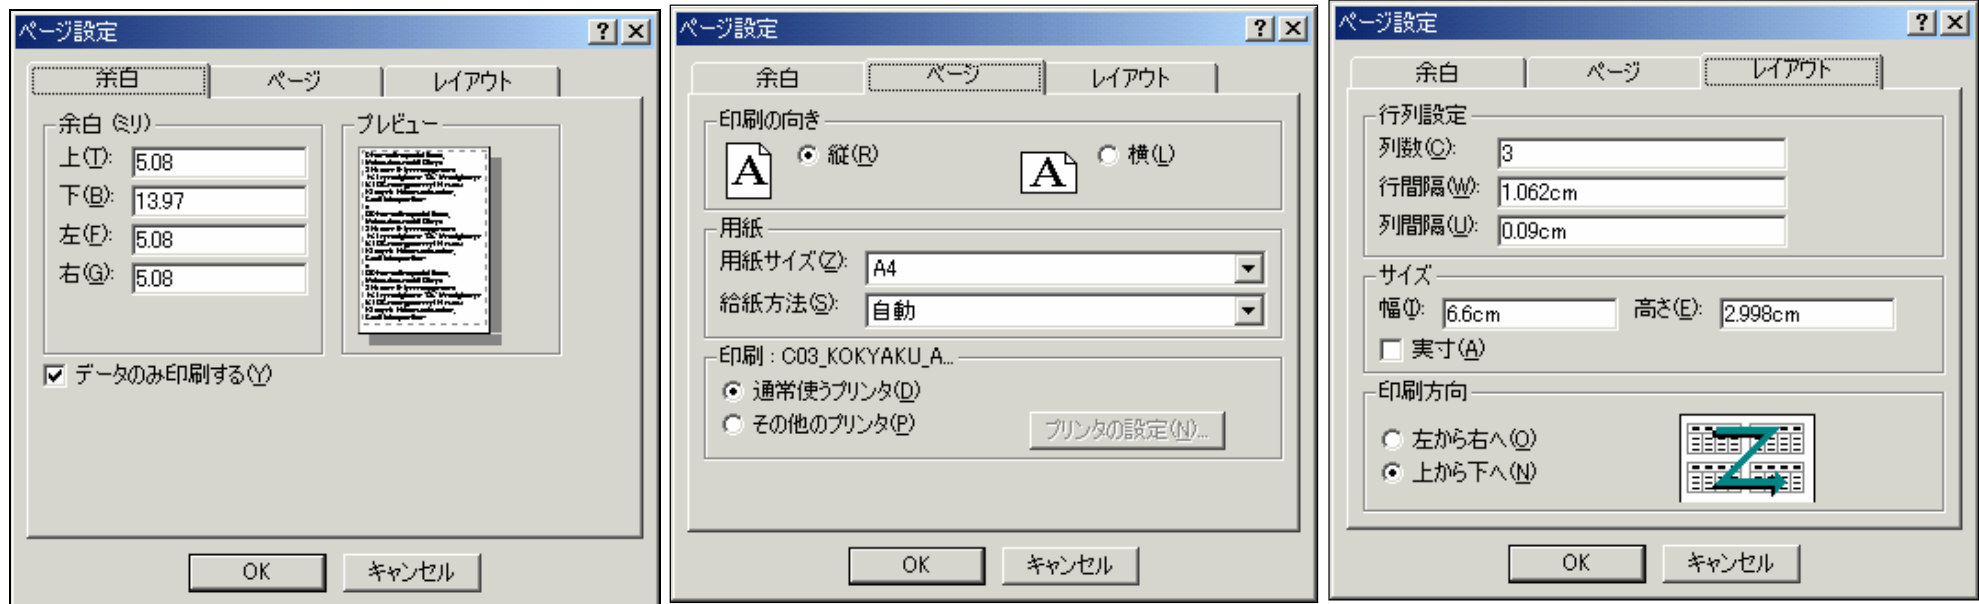 ページ設定
余白
ページ
レイアウト
余白 (ミリ)
上(T): 5.08
下(B): 13.97
左(F): 5.08
右(G): 5.08
プレビュー
データのみ印刷する(Y)
OK
キャンセル
ページ設定
余白
ページ
レイアウト
印刷の向き
A 縦(R)
A 横(L)
用紙
用紙サイズ(Z): A4
給紙方法(S): 自動
印刷 : C03_KOKYAKU_A...
通常使うプリンタ(D)
その他のプリンタ(P)
プリンタの設定(N)...
OK
キャンセル
ページ設定
余白
ページ
レイアウト
行列設定
列数(C): 3
行間隔(W): 1.062cm
列間隔(U): 0.09cm
サイズ
幅(I): 6.6cm 高さ(E): 2.998cm
実寸(A)
印刷方向
左から右へ(O)
上から下へ(N)
OK
キャンセル